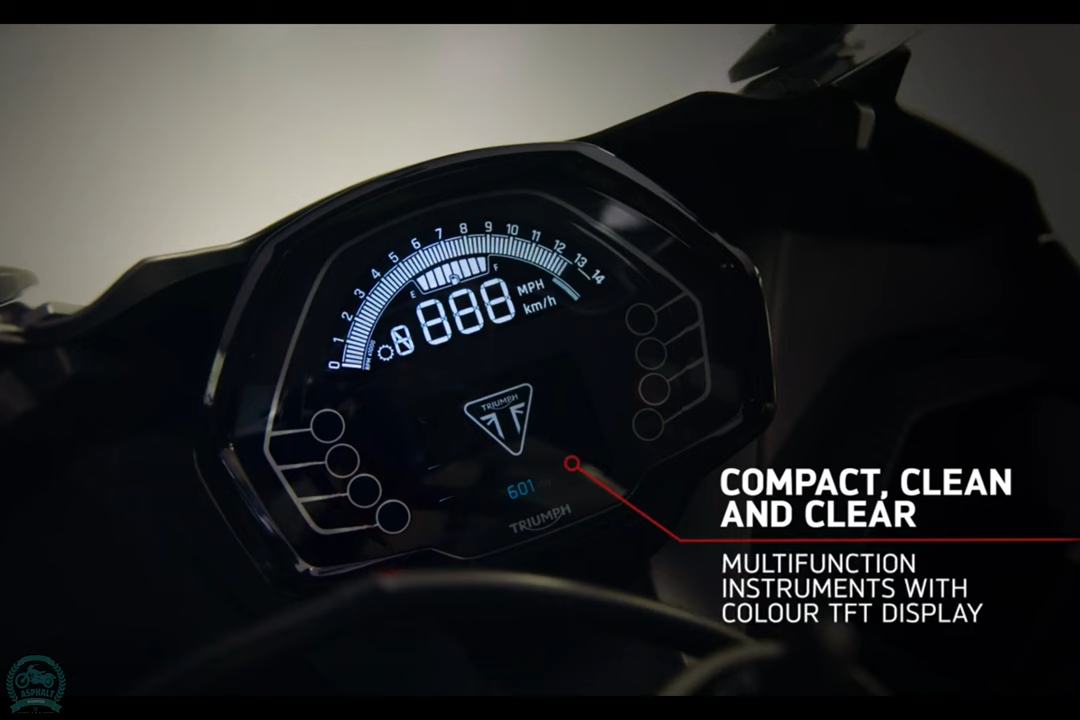 0 1 2 3 4 5 6 7 8 9 10 11 12 13 14
E F
888 MPH
km/h
TRIUMPH
601
TRIUMPH
COMPACT, CLEAN
AND CLEAR
MULTIFUNCTION
INSTRUMENTS WITH
COLOUR TFT DISPLAY
ASPHALT